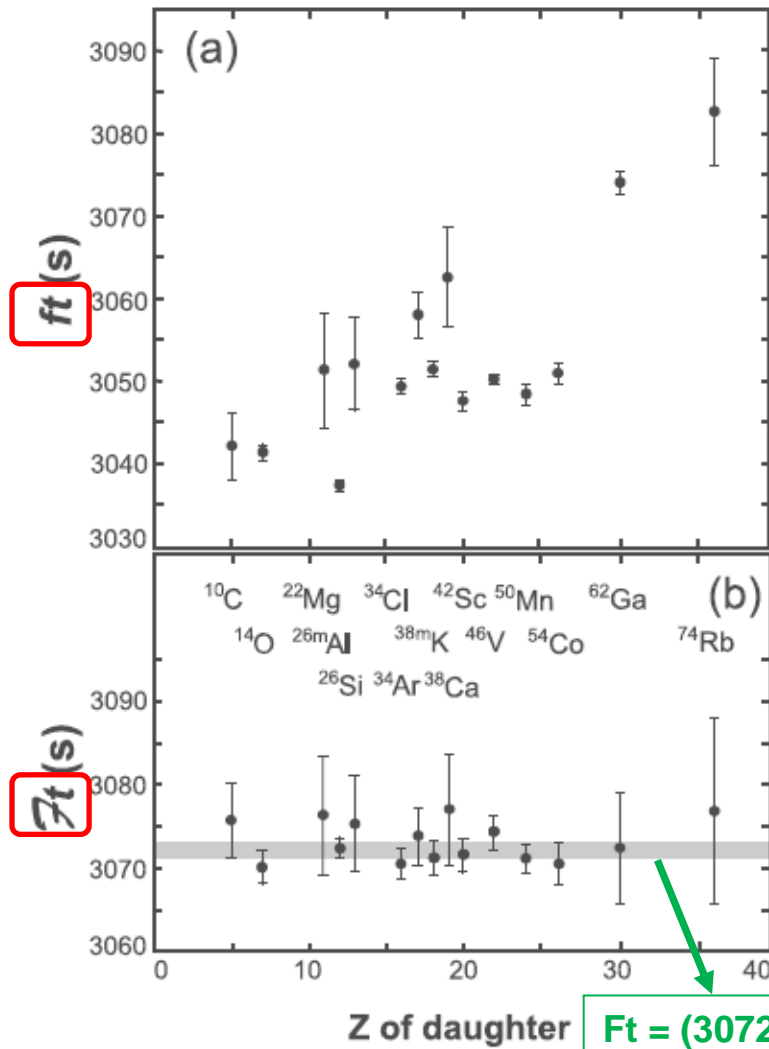 (a)
3090
3080
3070
3060
3050
3040
3030
ft (s)
(b)
¹⁰C ²²Mg ³⁴Cl ⁴²Sc ⁵⁰Mn ⁶²Ga
¹⁴O ²⁶ᵐAl ³⁸ᵐK ⁴⁶V ⁵⁴Co ⁷⁴Rb
²⁶Si ³⁴Ar ³⁸Ca
3090
3080
3070
3060
ℱt (s)
0 10 20 30 40
Z of daughter
Ft = (3072